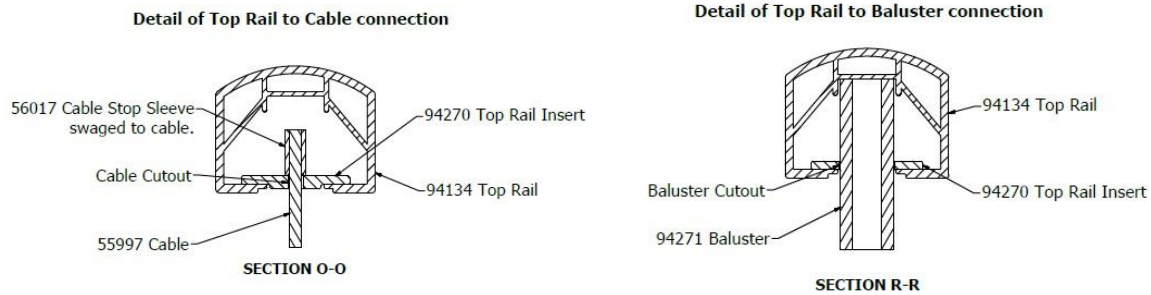 Detail of Top Rail to Cable connection
56017 Cable Stop Sleeve
swaged to cable.
94270 Top Rail Insert
Cable Cutout
94134 Top Rail
55997 Cable
SECTION O-O
Detail of Top Rail to Baluster connection
94134 Top Rail
Baluster Cutout
94270 Top Rail Insert
94271 Baluster
SECTION R-R